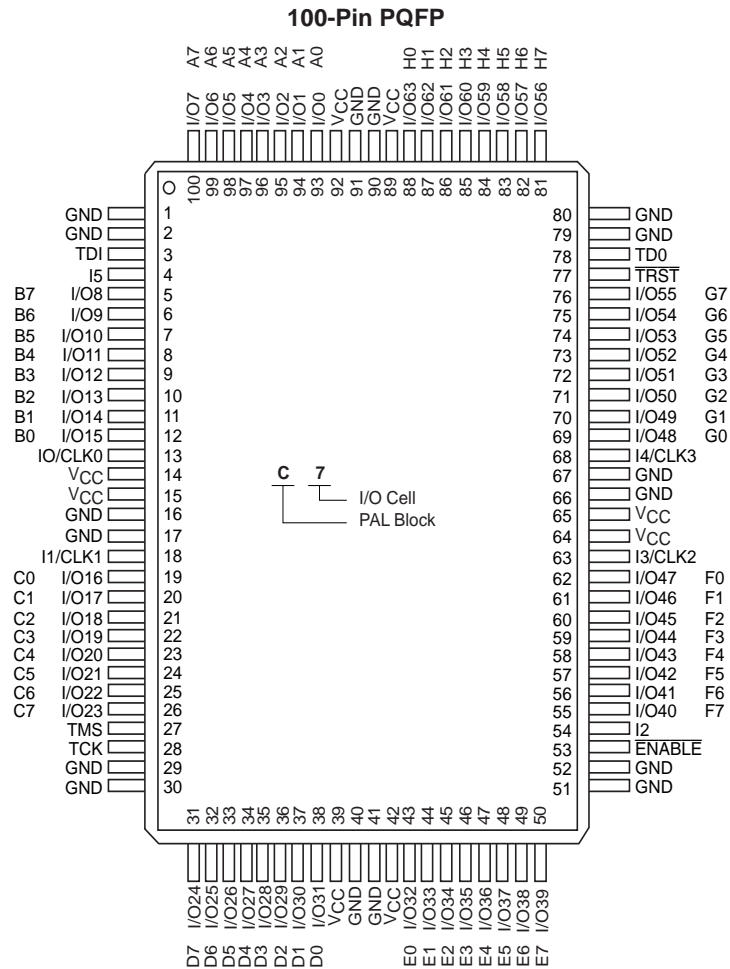 100-Pin PQFP
A7 A6 A5 A4 A3 A2 A1 A0 H0 H1 H2 H3 H4 H5 H6 H7
I/O7 I/O6 I/O5 I/O4 I/O3 I/O2 I/O1 I/O0 VCC GND GND VCC I/O63 I/O62 I/O61 I/O60 I/O59 I/O58 I/O57 I/O56
100 99 98 97 96 95 94 93 92 91 90 89 88 87 86 85 84 83 82 81
GND 1 80 GND
GND 2 79 GND
TDI 3 78 TD0
I5 4 77 TRST
B7 I/O8 5 76 I/O55 G7
B6 I/O9 6 75 I/O54 G6
B5 I/O10 7 74 I/O53 G5
B4 I/O11 8 73 I/O52 G4
B3 I/O12 9 72 I/O51 G3
B2 I/O13 10 71 I/O50 G2
B1 I/O14 11 70 I/O49 G1
B0 I/O15 12 69 I/O48 G0
IO/CLK0 13 68 I4/CLK3
VCC 14 67 GND
VCC 15 66 GND
GND 16 65 VCC
GND 17 64 VCC
I1/CLK1 18 63 I3/CLK2
C 7
I/O Cell
PAL Block
C0 I/O16 19 62 I/O47 F0
C1 I/O17 20 61 I/O46 F1
C2 I/O18 21 60 I/O45 F2
C3 I/O19 22 59 I/O44 F3
C4 I/O20 23 58 I/O43 F4
C5 I/O21 24 57 I/O42 F5
C6 I/O22 25 56 I/O41 F6
C7 I/O23 26 55 I/O40 F7
TMS 27 54 I2
TCK 28 53 ENABLE
GND 29 52 GND
GND 30 51 GND
31 32 33 34 35 36 37 38 39 40 41 42 43 44 45 46 47 48 49 50
I/O24 I/O25 I/O26 I/O27 I/O28 I/O29 I/O30 I/O31 VCC GND GND VCC I/O32 I/O33 I/O34 I/O35 I/O36 I/O37 I/O38 I/O39
D7 D6 D5 D4 D3 D2 D1 D0 E0 E1 E2 E3 E4 E5 E6 E7